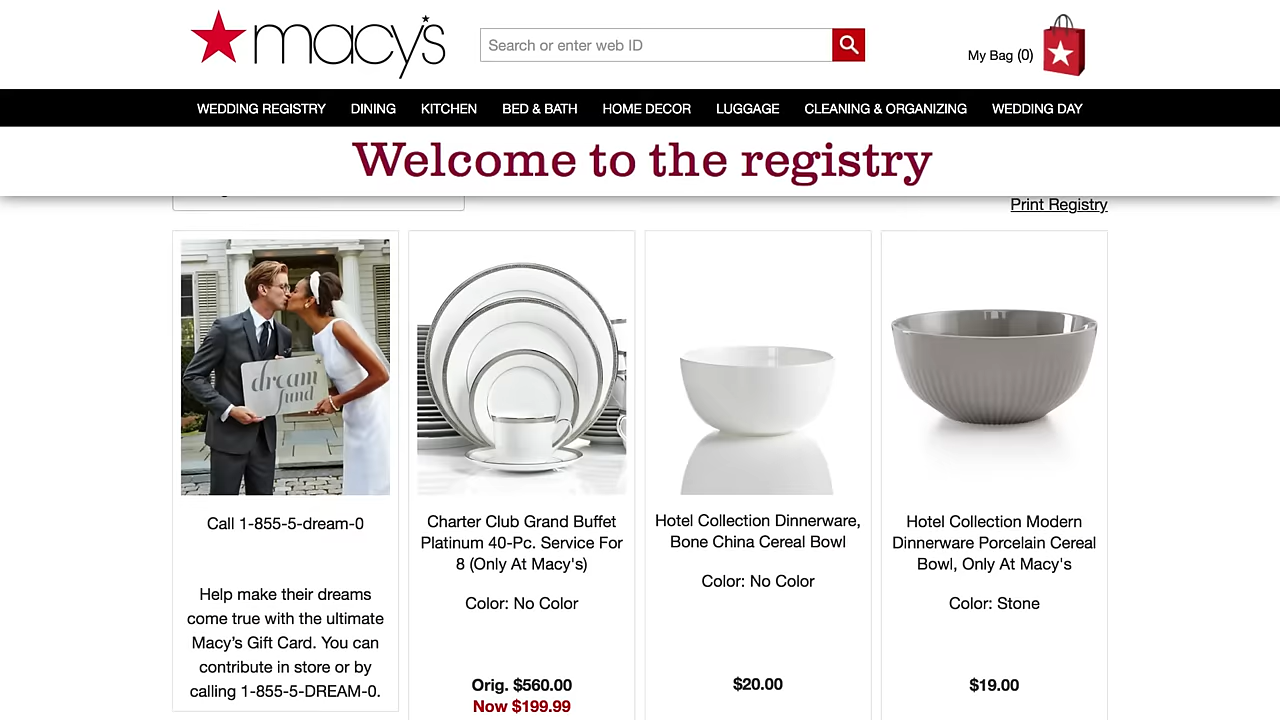 macy's
Search or enter web ID
My Bag (0)
WEDDING REGISTRY DINING KITCHEN BED & BATH HOME DECOR LUGGAGE CLEANING & ORGANIZING WEDDING DAY
Welcome to the registry
Print Registry
dream
fund
Call 1-855-5-dream-0
Help make their dreams
come true with the ultimate
Macy's Gift Card. You can
contribute in store or by
calling 1-855-5-DREAM-0.
Charter Club Grand Buffet
Platinum 40-Pc. Service For
8 (Only At Macy's)
Color: No Color
Orig. $560.00
Now $199.99
Hotel Collection Dinnerware,
Bone China Cereal Bowl
Color: No Color
$20.00
Hotel Collection Modern
Dinnerware Porcelain Cereal
Bowl, Only At Macy's
Color: Stone
$19.00